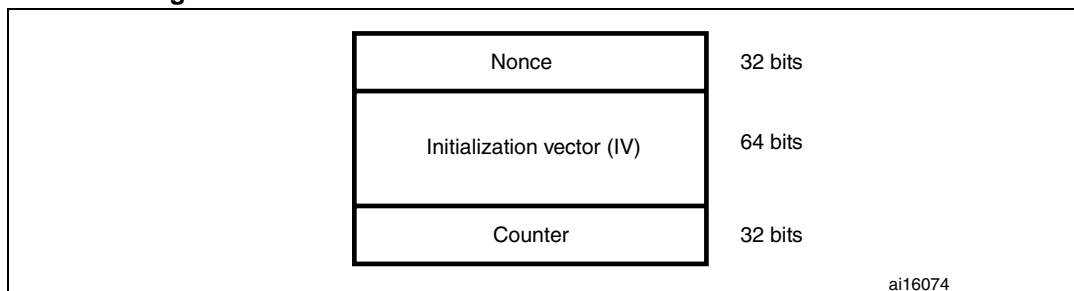 Nonce 32 bits
Initialization vector (IV) 64 bits
Counter 32 bits
ai16074